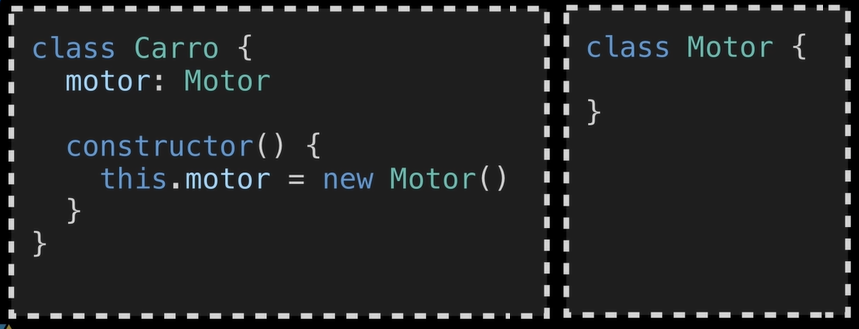 class Carro {
  motor: Motor

  constructor() {
    this.motor = new Motor()
  }
}
class Motor {

}